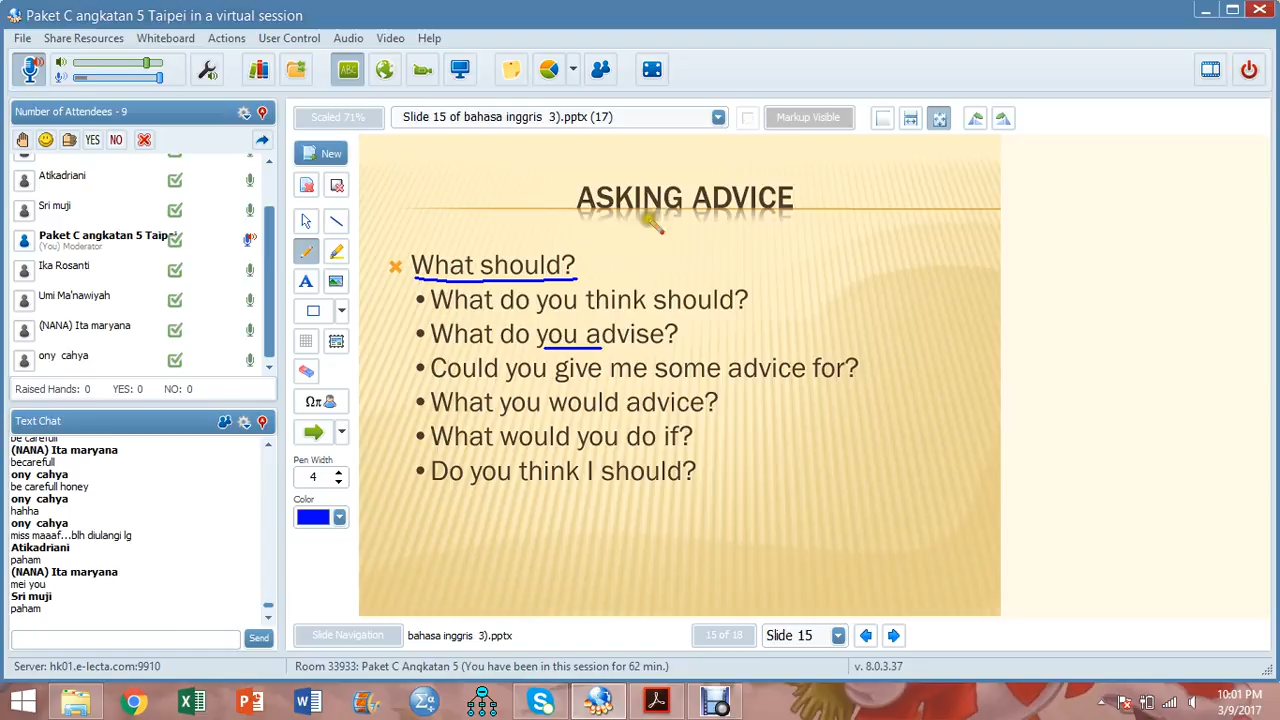 Paket C angkatan 5 Taipei in a virtual session
File Share Resources Whiteboard Actions User Control Audio Video Help
ABC
Number of Attendees - 9
YES NO
Atikadriani
Sri muji
Paket C angkatan 5 Taipe
(You) Moderator
Ika Rosanti
Umi Ma'nawiyah
(NANA) Ita maryana
ony cahya
Raised Hands: 0 YES: 0 NO: 0
Text Chat
be carefull
(NANA) Ita maryana
becarefull
ony cahya
be careful honey
ony cahya
hahha
ony cahya
miss maaaf...blh diulangi lg
Atikadriani
paham
(NANA) Ita maryana
mei you
Sri muji
paham
Send
Scaled 71%
Slide 15 of bahasa inggris 3).pptx (17)
Markup Visible
New
A
Ωπ
Pen Width
4
Color
ASKING ADVICE
What should?
•What do you think should?
•What do you advise?
•Could you give me some advice for?
•What you would advice?
•What would you do if?
•Do you think I should?
Slide Navigation
bahasa inggris 3).pptx
15 of 18
Slide 15
Server: hk01.e-lecta.com:9910
Room 33933: Paket C Angkatan 5 (You have been in this session for 62 min.)
v. 8.0.3.37
10:01 PM
3/9/2017